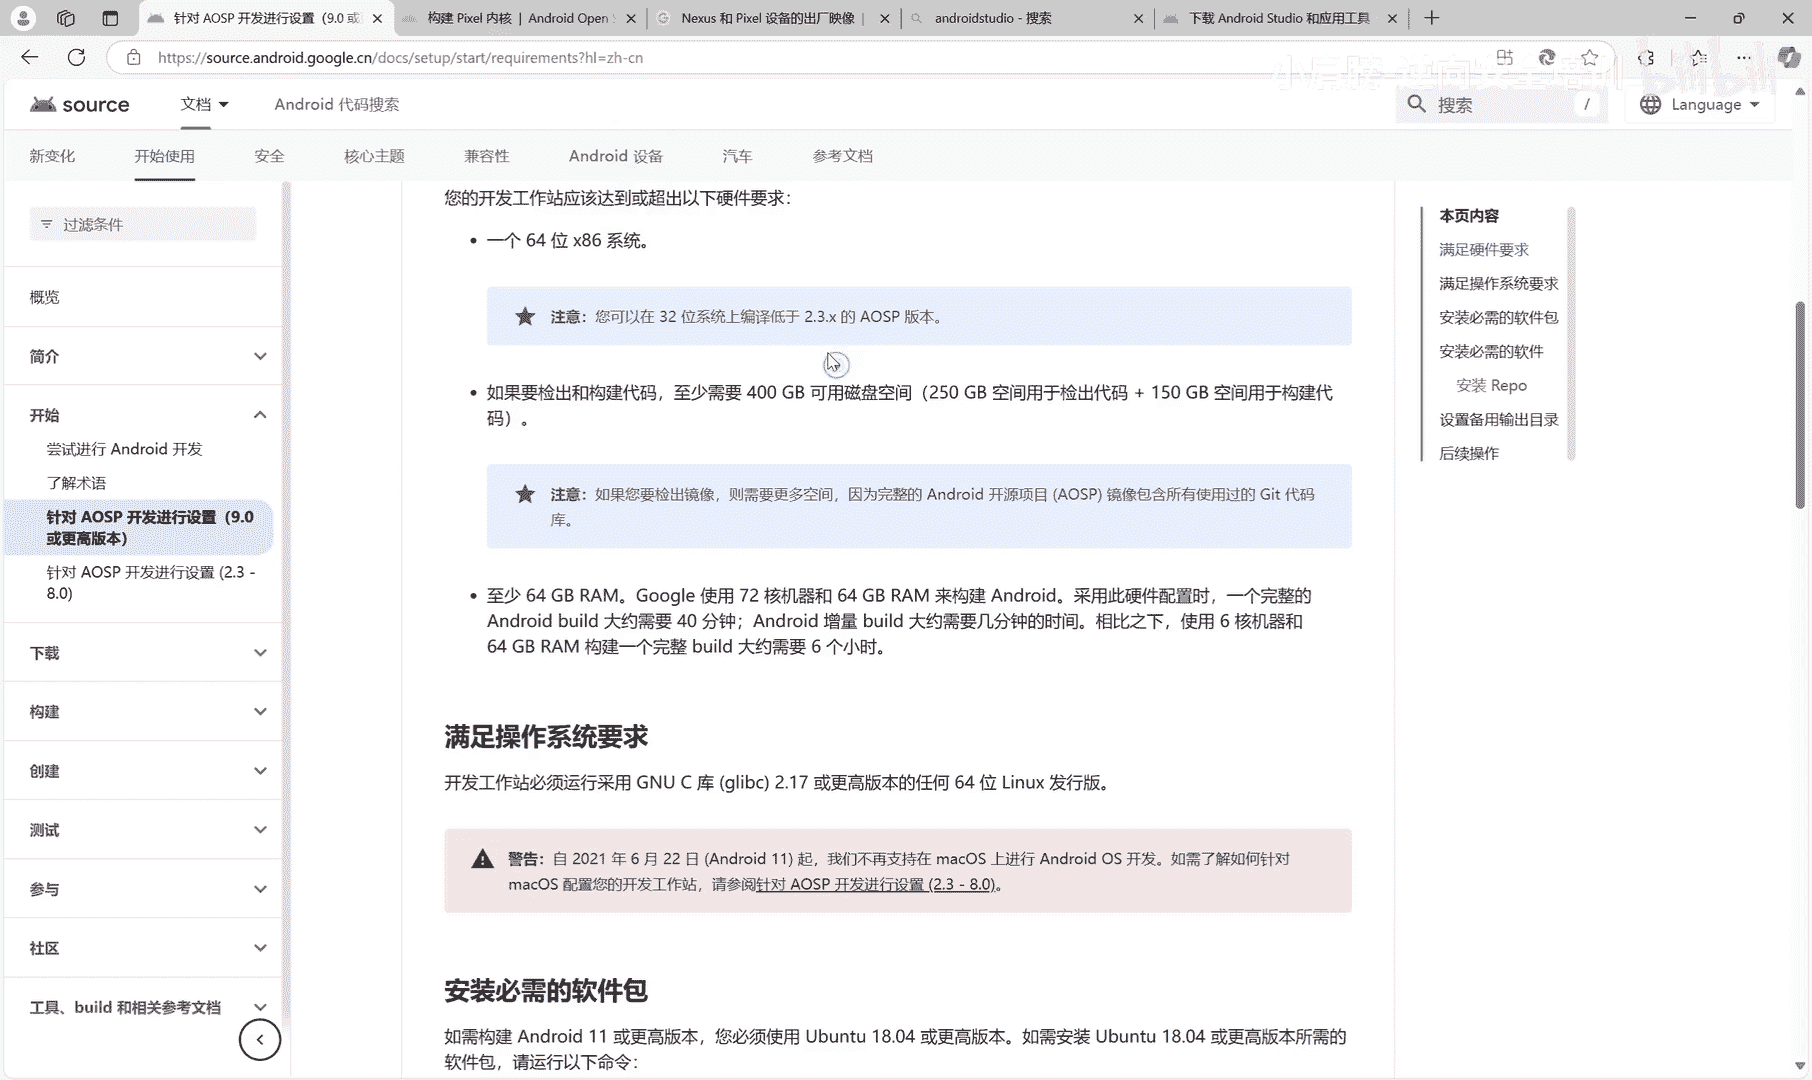 针对 AOSP 开发进行设置（9.0 或
构建 Pixel 内核 | Android Open S
Nexus 和 Pixel 设备的出厂映像 |
androidstudio - 搜索
下载 Android Studio 和应用工具
https://source.android.google.cn/docs/setup/start/requirements?hl=zh-cn
source
文档
Android 代码搜索
搜索
/
Language
新变化
开始使用
安全
核心主题
兼容性
Android 设备
汽车
参考文档
过滤条件
概览
简介
开始
尝试进行 Android 开发
了解术语
针对 AOSP 开发进行设置（9.0
或更高版本）
针对 AOSP 开发进行设置 (2.3 -
8.0)
下载
构建
创建
测试
参与
社区
工具、build 和相关参考文档
您的开发工作站应该达到或超出以下硬件要求：
• 一个 64 位 x86 系统。
注意：您可以在 32 位系统上编译低于 2.3.x 的 AOSP 版本。
• 如果要检出和构建代码，至少需要 400 GB 可用磁盘空间（250 GB 空间用于检出代码 + 150 GB 空间用于构建代
码）。
注意：如果您要检出镜像，则需要更多空间，因为完整的 Android 开源项目 (AOSP) 镜像包含所有使用过的 Git 代码
库。
• 至少 64 GB RAM。Google 使用 72 核机器和 64 GB RAM 来构建 Android。采用此硬件配置时，一个完整的
Android build 大约需要 40 分钟；Android 增量 build 大约需要几分钟的时间。相比之下，使用 6 核机器和
64 GB RAM 构建一个完整 build 大约需要 6 个小时。
满足操作系统要求
开发工作站必须运行采用 GNU C 库 (glibc) 2.17 或更高版本的任何 64 位 Linux 发行版。
警告：自 2021 年 6 月 22 日 (Android 11) 起，我们不再支持在 macOS 上进行 Android OS 开发。如需了解如何针对
macOS 配置您的开发工作站，请参阅针对 AOSP 开发进行设置 (2.3 - 8.0)。
安装必需的软件包
如需构建 Android 11 或更高版本，您必须使用 Ubuntu 18.04 或更高版本。如需安装 Ubuntu 18.04 或更高版本所需的
软件包，请运行以下命令：
本页内容
满足硬件要求
满足操作系统要求
安装必需的软件包
安装必需的软件
安装 Repo
设置备用输出目录
后续操作